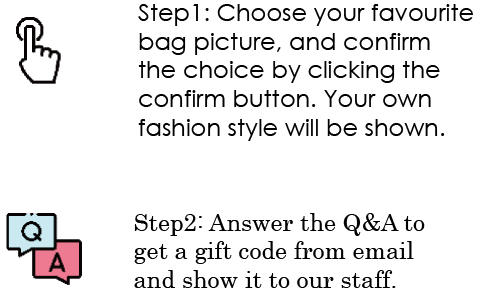 Step1: Choose your favourite
bag picture, and confirm
the choice by clicking the
confirm button. Your own
fashion style will be shown.
Q
A
Step2: Answer the Q&A to
get a gift code from email
and show it to our staff.